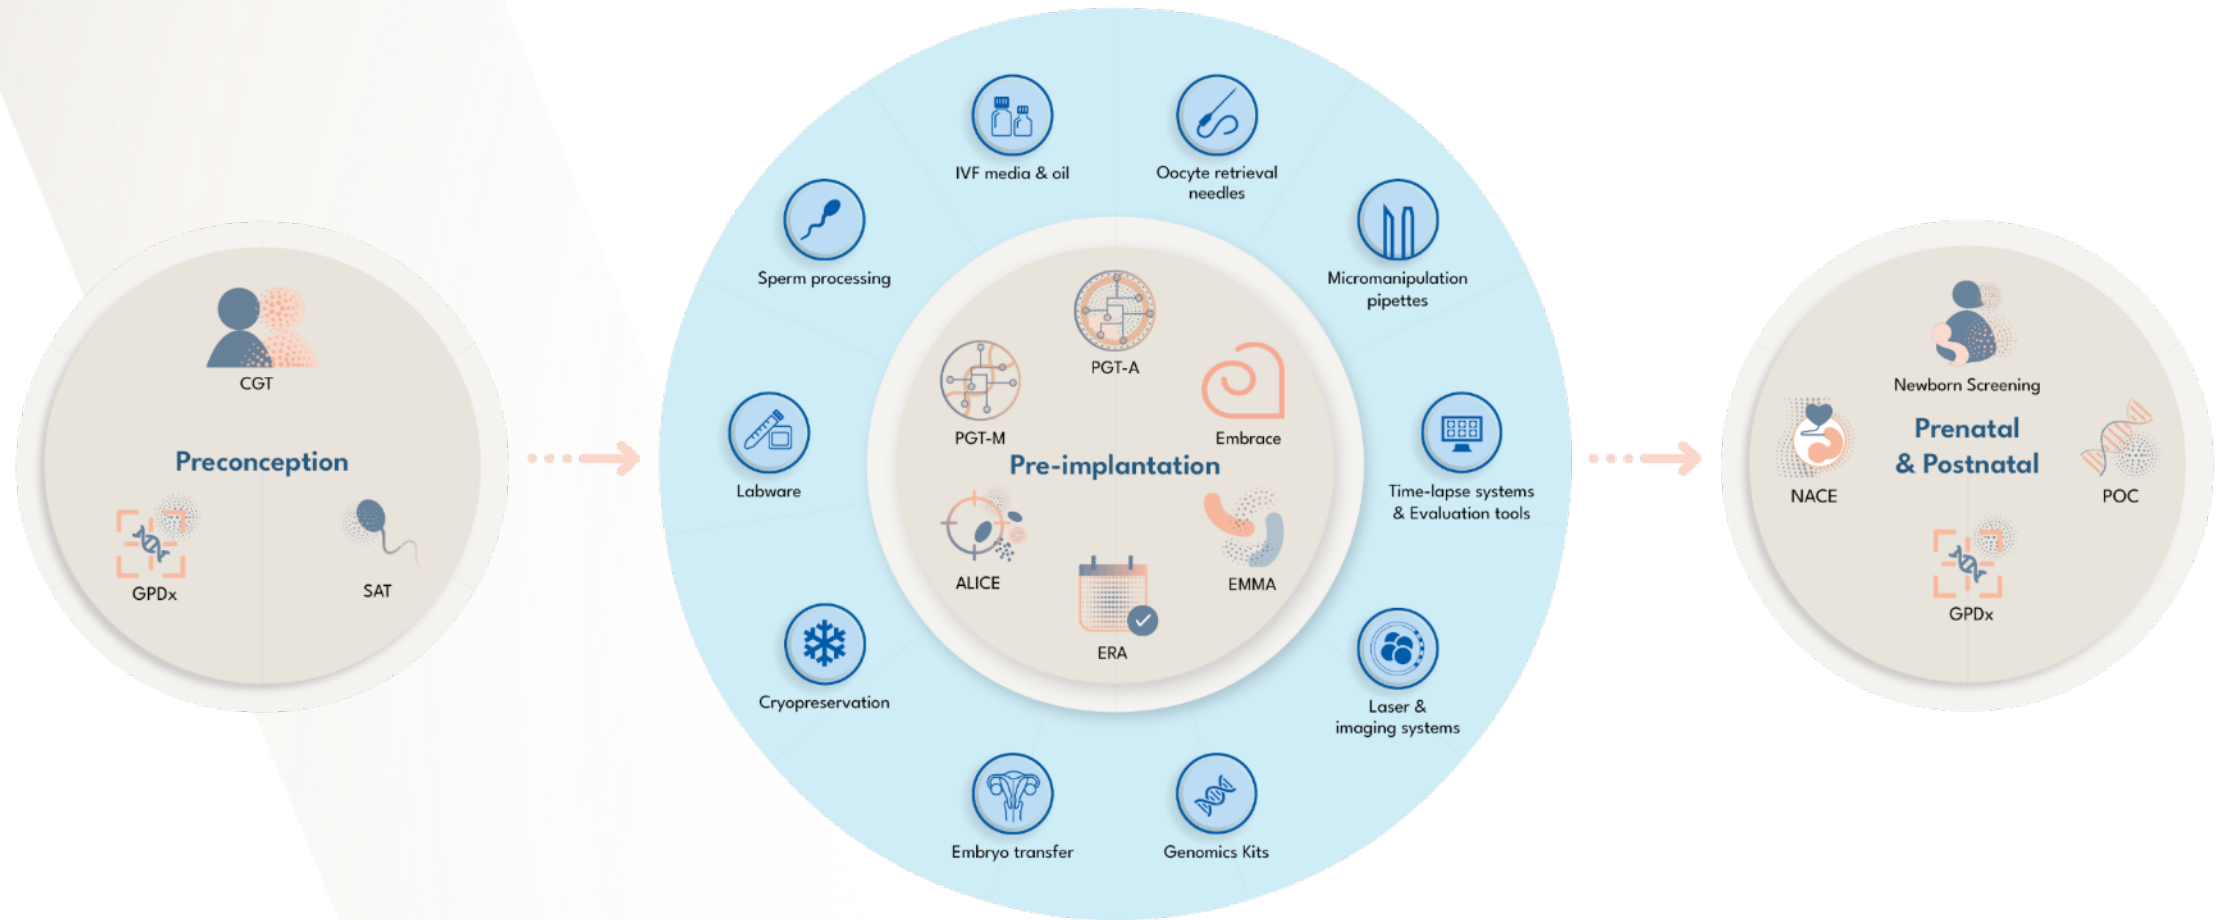 CGT
Preconception
GPDx
SAT
IVF media & oil
Oocyte retrieval
needles
Sperm processing
Micromanipulation
pipettes
Labware
Time-lapse systems
& Evaluation tools
Cryopreservation
Laser &
imaging systems
Embryo transfer
Genomics Kits
PGT-A
PGT-M
Embrace
Pre-implantation
ALICE
EMMA
ERA
Newborn Screening
Prenatal
& Postnatal
NACE
POC
GPDx